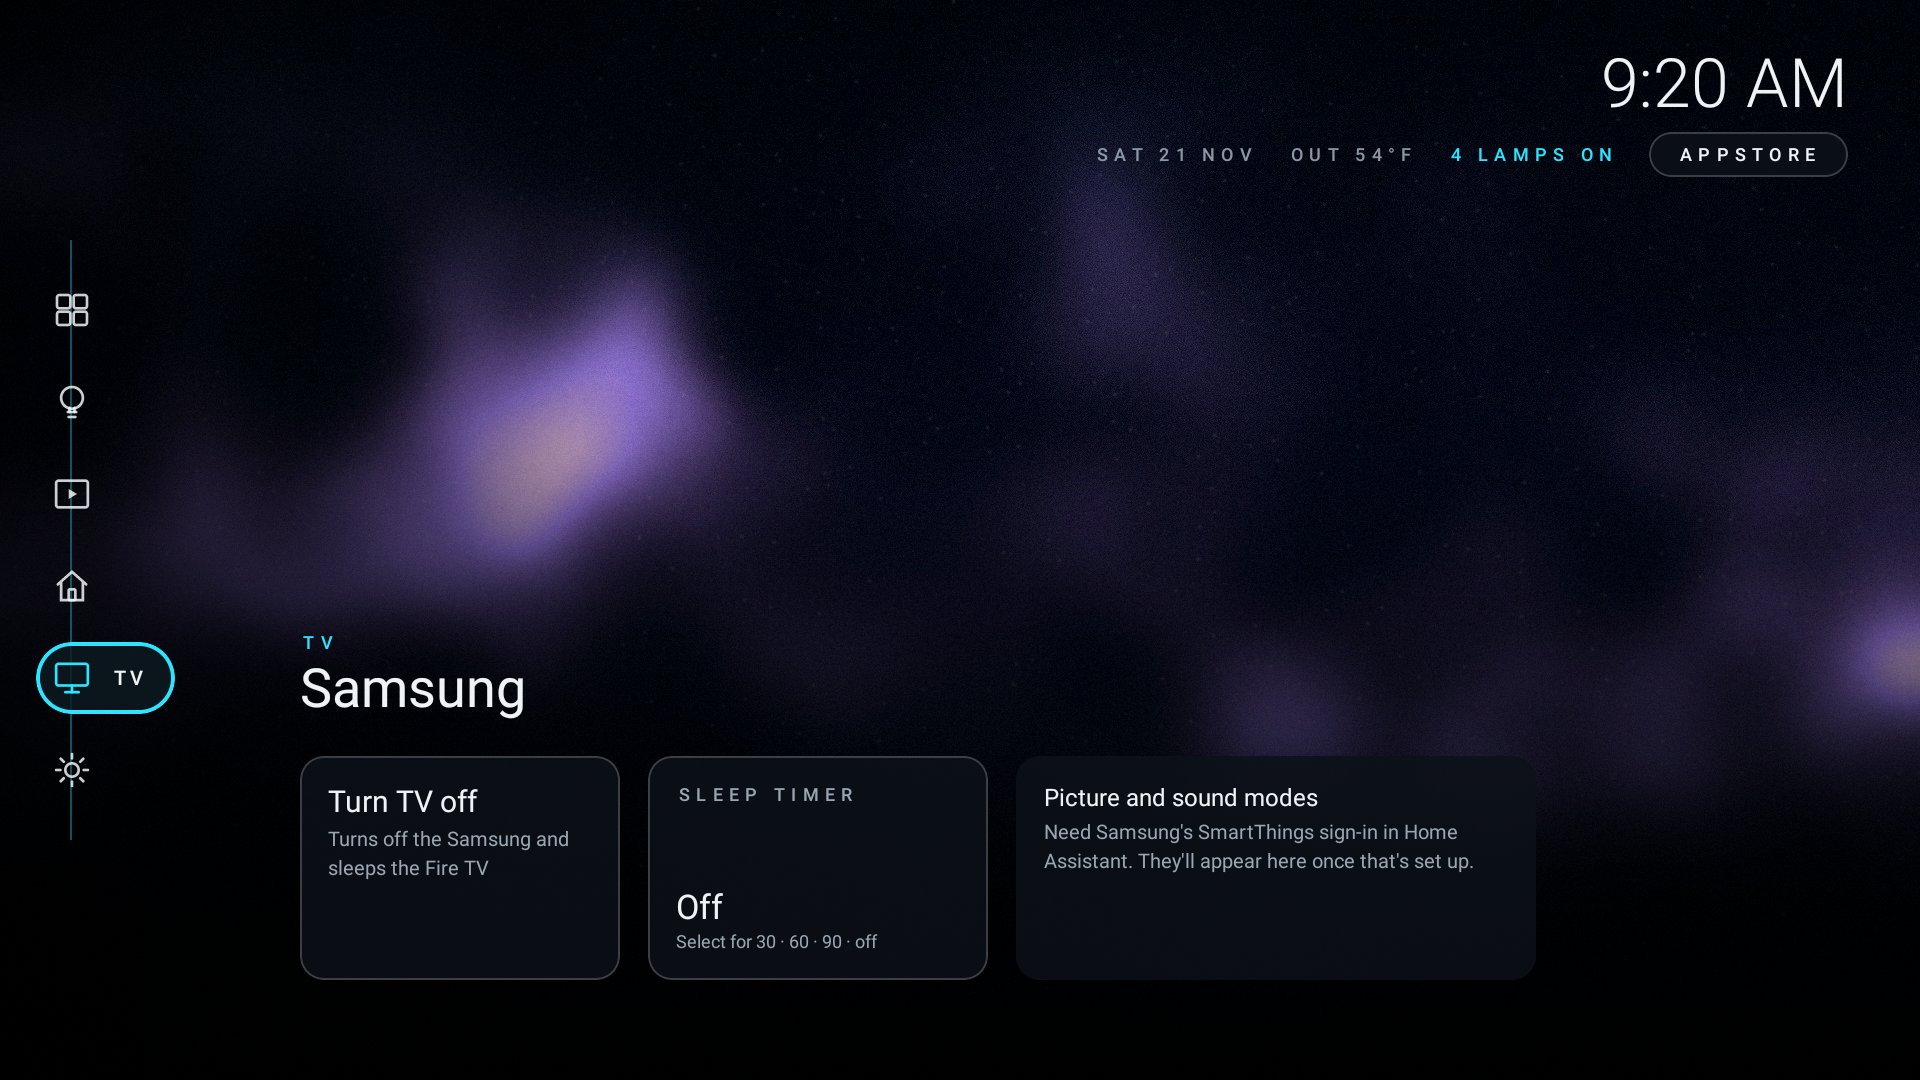 9:20 AM
SAT 21 NOV OUT 54°F 4 LAMPS ON APPSTORE
TV
TV
Samsung
Turn TV off
Turns off the Samsung and
sleeps the Fire TV
SLEEP TIMER
Off
Select for 30 · 60 · 90 · off
Picture and sound modes
Need Samsung's SmartThings sign-in in Home
Assistant. They'll appear here once that's set up.